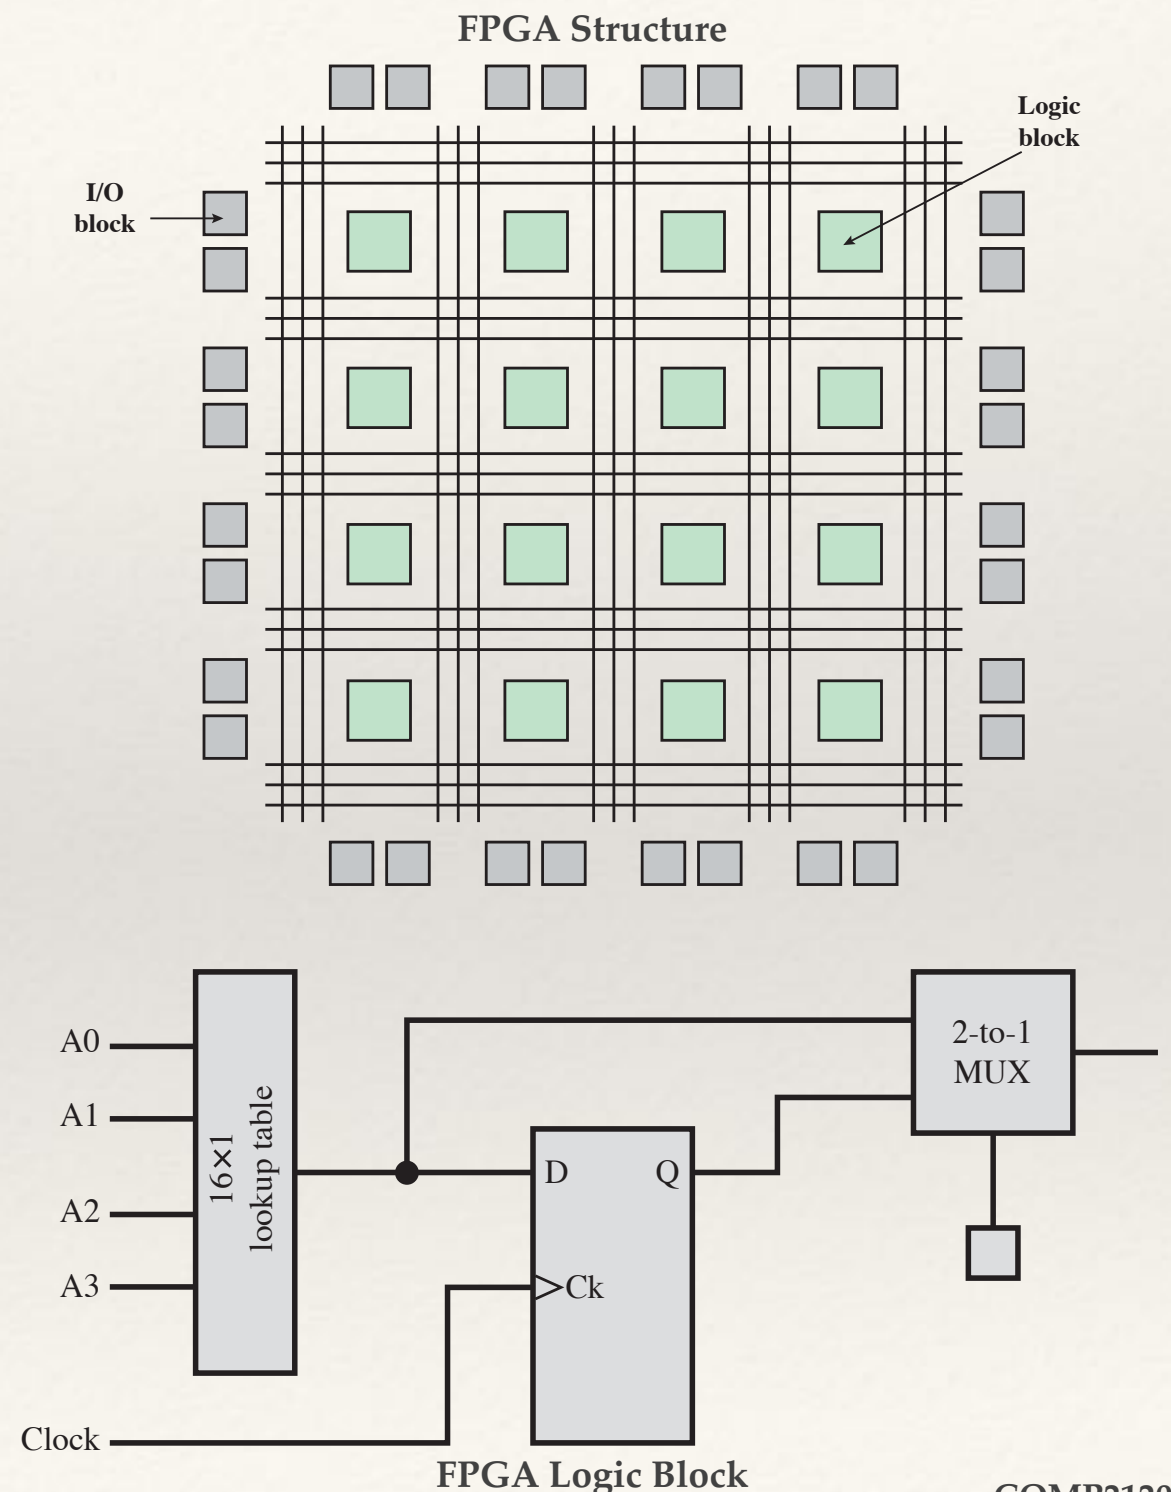 FPGA Structure
Logic
block
I/O
block
A0
A1
A2
A3
16×1
lookup table
D
Q
Ck
2-to-1
MUX
Clock
FPGA Logic Block